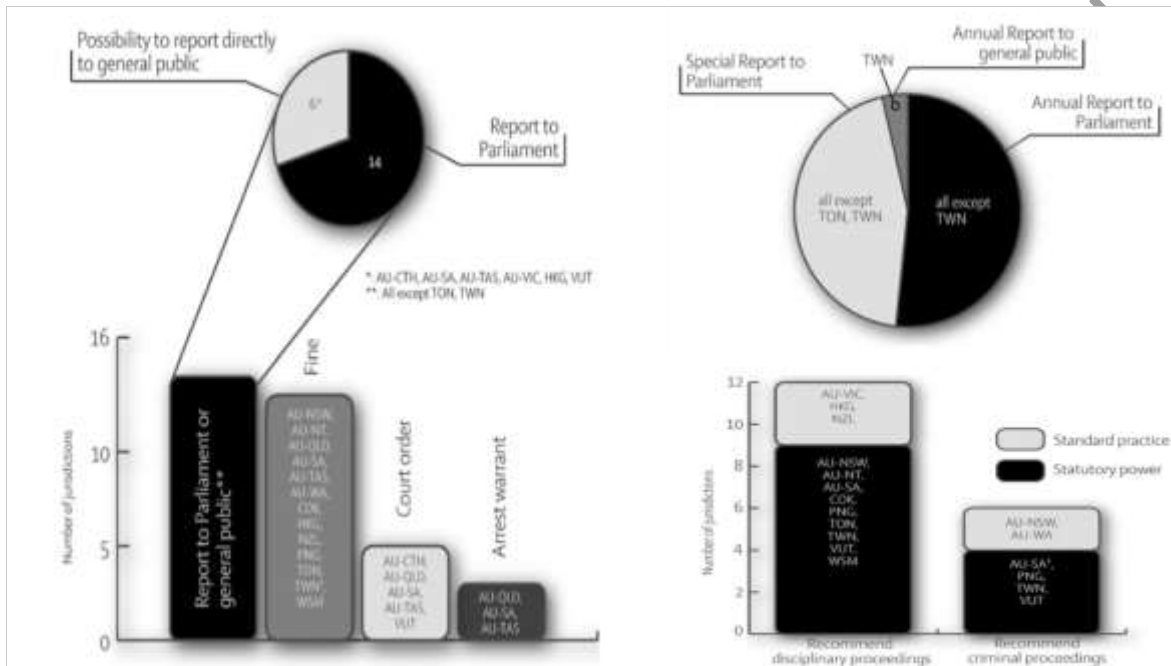 Possibility to report directly
to general public
6*
Report to
Parliament
14
*: AU-CTH, AU-SA, AU-TAS, AU-VIC, HKG, VUT
**: All except TON, TWN
Number of jurisdictions
16
10
5
0
Report to Parliament or
general public**
Fine
AU-NSW,
AU-NT,
AU-QLD,
AU-SA,
AU-TAS,
AU-WA,
COK,
HKG,
NZL,
PNG,
TON,
TWN,
WSM
Court order
AU-CTH,
AU-QLD,
AU-SA,
AU-TAS,
VUT
Arrest warrant
AU-QLD,
AU-SA,
AU-TAS
Special Report to
Parliament
TWN
Annual Report to
general public
Annual Report to
Parliament
all except
TON, TWN
all except
TWN
Number of jurisdictions
12
10
8
6
4
2
0
AU-VIC,
HKG,
NZL
AU-NSW,
AU-NT,
AU-SA,
COK,
PNG,
TON,
TWN,
VUT,
WSM
Recommend
disciplinary proceedings
AU-NSW,
AU-WA
PNG,
TWN,
VUT
Recommend
criminal proceedings
Standard practice
Statutory power